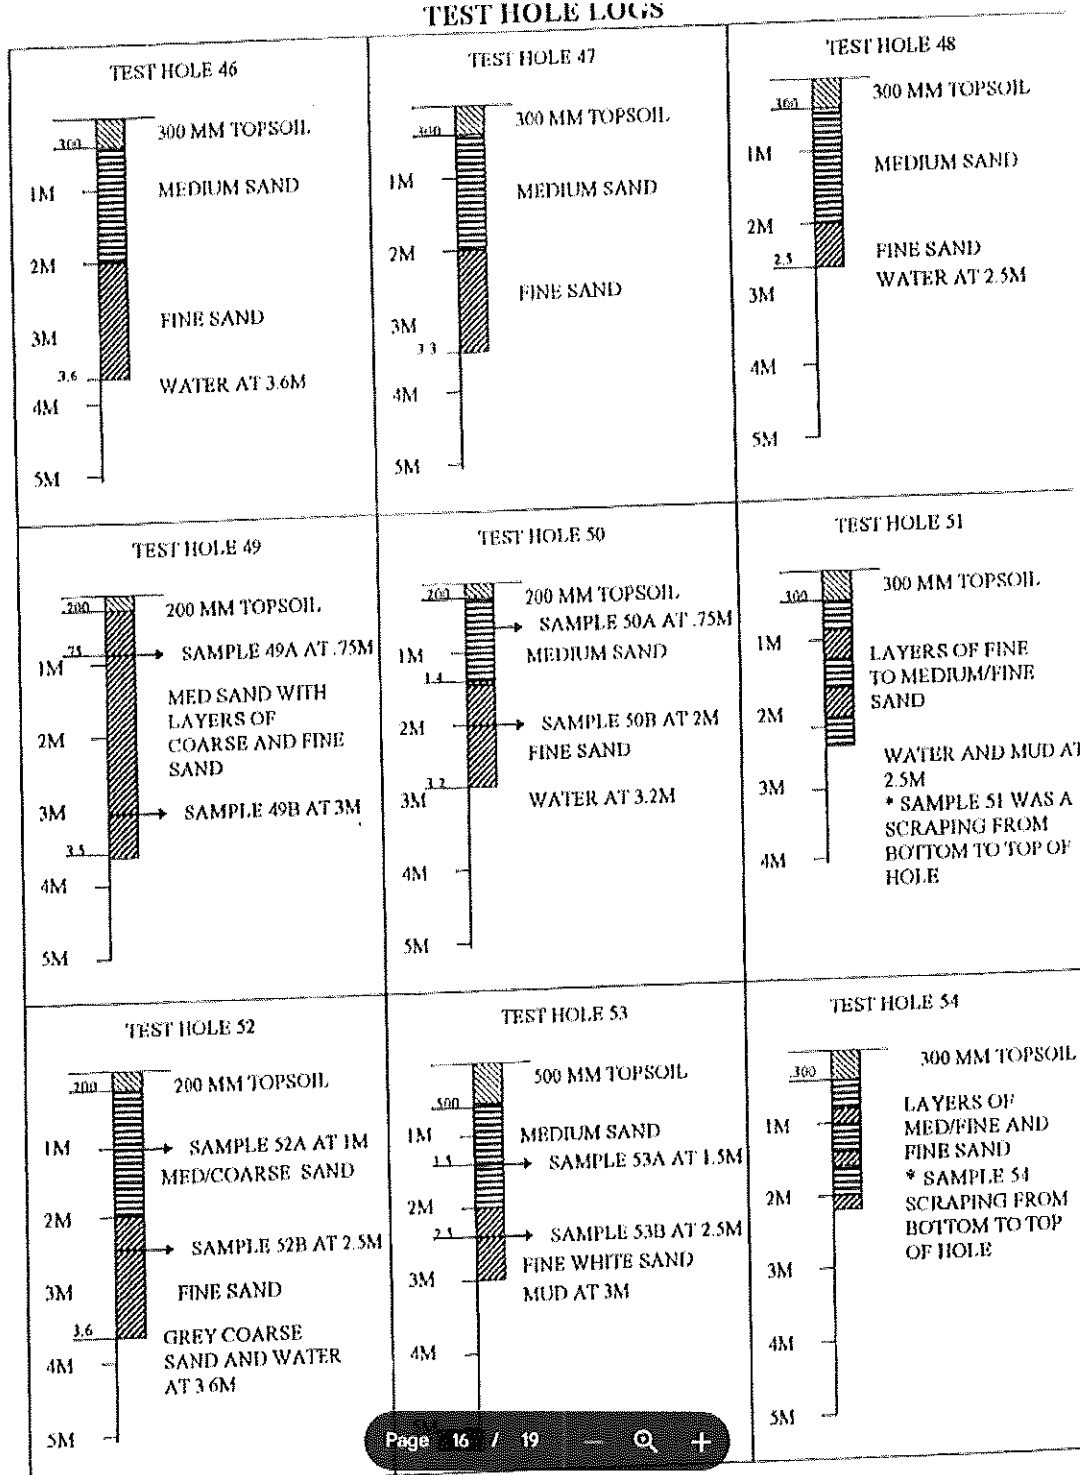 TEST HOLE LOGS
TEST HOLE 46
300 MM TOPSOIL
.300
1M
MEDIUM SAND
2M
FINE SAND
3M
3.6
WATER AT 3.6M
4M
5M
TEST HOLE 47
300 MM TOPSOIL
.300
1M
MEDIUM SAND
2M
FINE SAND
3M
3.3
4M
5M
TEST HOLE 48
300 MM TOPSOIL
.300
1M
MEDIUM SAND
2M
FINE SAND
2.5
WATER AT 2.5M
3M
4M
5M
TEST HOLE 49
200 MM TOPSOIL
.200
.75
SAMPLE 49A AT .75M
1M
MED SAND WITH
LAYERS OF
COARSE AND FINE
SAND
2M
3M
SAMPLE 49B AT 3M
3.5
4M
5M
TEST HOLE 50
200 MM TOPSOIL
.200
SAMPLE 50A AT .75M
1M
MEDIUM SAND
1.4
2M
SAMPLE 50B AT 2M
FINE SAND
3.2
3M
WATER AT 3.2M
4M
5M
TEST HOLE 51
300 MM TOPSOIL
.300
1M
LAYERS OF FINE
TO MEDIUM/FINE
SAND
2M
WATER AND MUD AT
2.5M
3M
* SAMPLE 51 WAS A
SCRAPING FROM
BOTTOM TO TOP OF
HOLE
4M
TEST HOLE 52
200 MM TOPSOIL
.200
1M
SAMPLE 52A AT 1M
MED/COARSE SAND
2M
SAMPLE 52B AT 2.5M
3M
FINE SAND
3.6
GREY COARSE
SAND AND WATER
AT 3.6M
4M
5M
TEST HOLE 53
500 MM TOPSOIL
.500
1M
MEDIUM SAND
1.5
SAMPLE 53A AT 1.5M
2M
2.5
SAMPLE 53B AT 2.5M
FINE WHITE SAND
3M
MUD AT 3M
4M
5M
TEST HOLE 54
300 MM TOPSOIL
.300
1M
LAYERS OF
MED/FINE AND
FINE SAND
* SAMPLE 54
SCRAPING FROM
BOTTOM TO TOP
OF HOLE
2M
3M
4M
5M
Page 16 / 19